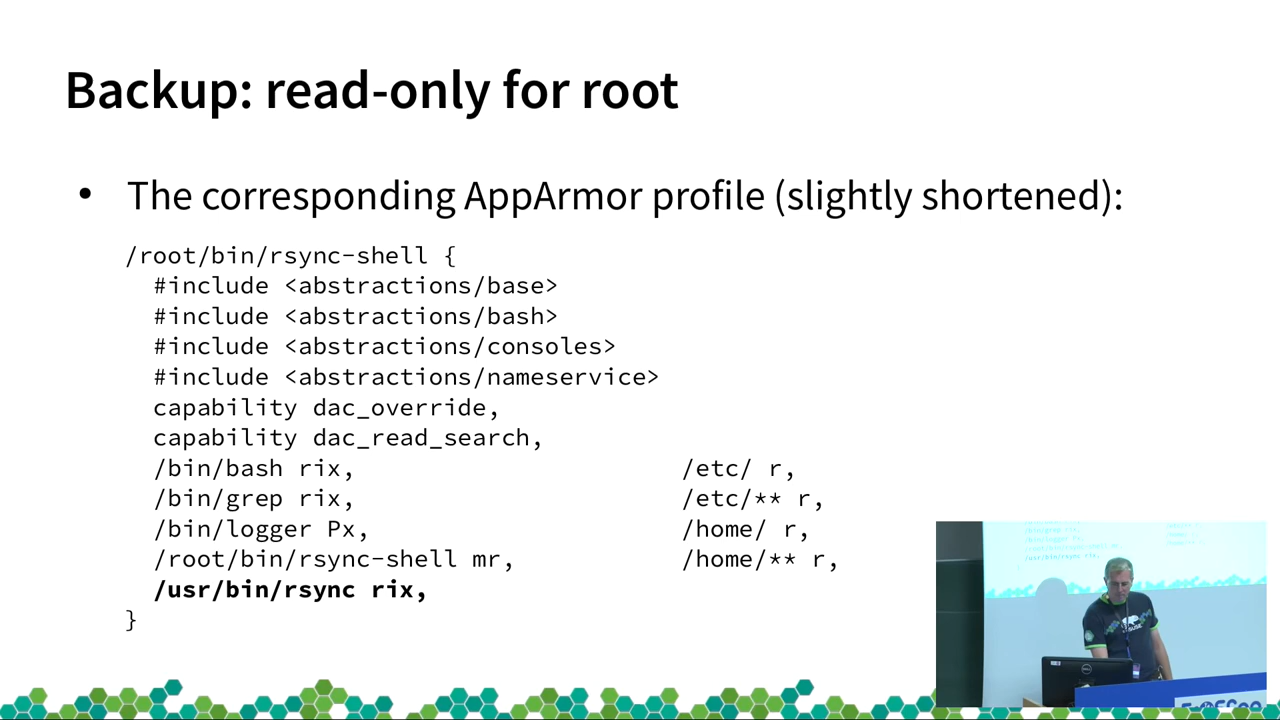 Backup: read-only for root
• The corresponding AppArmor profile (slightly shortened):
/root/bin/rsync-shell {
#include <abstractions/base>
#include <abstractions/bash>
#include <abstractions/consoles>
#include <abstractions/nameservice>
capability dac_override,
capability dac_read_search,
/bin/bash rix,
/bin/grep rix,
/bin/logger Px,
/root/bin/rsync-shell mr,
/usr/bin/rsync rix,
}
/etc/ r,
/etc/** r,
/home/ r,
/home/** r,